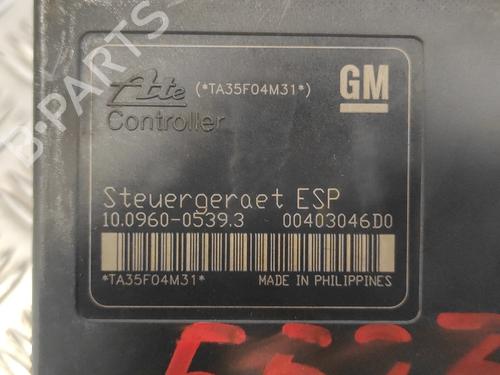 Ate (*TA35F04M31*) GM
Controller
Steuergeraet ESP
10.0960-0539.3 00403046D0
*TA35F04M31* MADE IN PHILIPPINES
B-PARTS